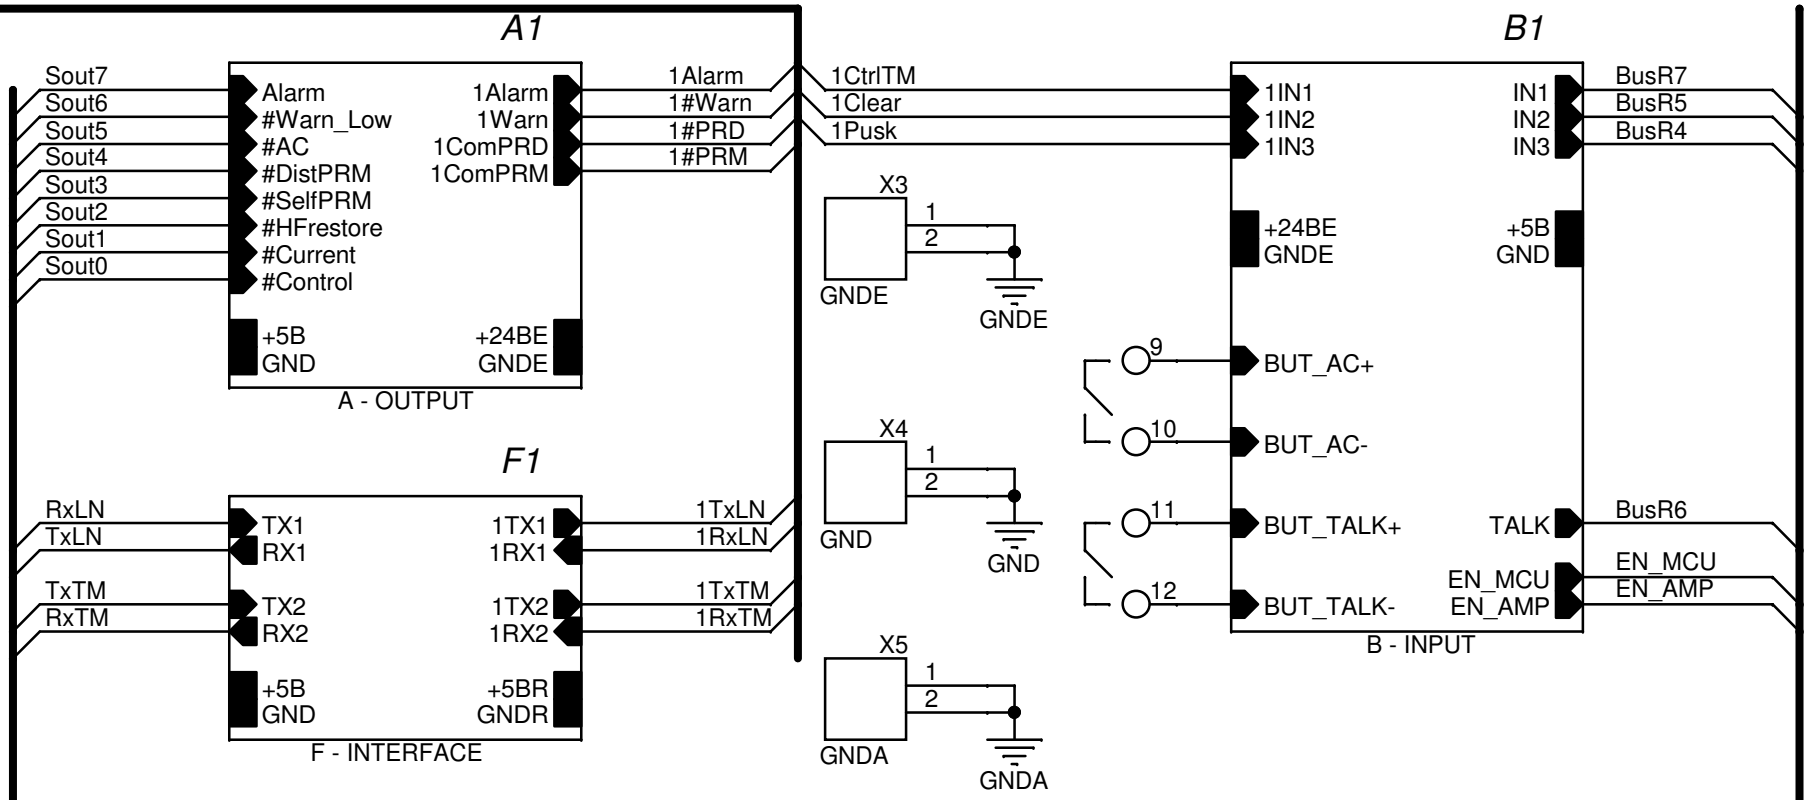 A1
Sout7
Sout6
Sout5
Sout4
Sout3
Sout2
Sout1
Sout0
Alarm
#Warn_Low
#AC
#DistPRM
#SelfPRM
#HFrestore
#Current
#Control
+5B
GND
1Alarm
1Warn
1ComPRD
1ComPRM
+24BE
GNDE
A - OUTPUT
1Alarm
1#Warn
1#PRD
1#PRM
1CtrlTM
1Clear
1Pusk
F1
RxLN
TxLN
TxTM
RxTM
TX1
RX1
TX2
RX2
+5B
GND
1TX1
1RX1
1TX2
1RX2
+5BR
GNDR
F - INTERFACE
1TxLN
1RxLN
1TxTM
1RxTM
X3
1
2
GNDE
GNDE
X4
1
2
GND
GND
X5
1
2
GNDA
GNDA
B1
1IN1
1IN2
1IN3
+24BE
GNDE
9
BUT_AC+
10
BUT_AC-
11
BUT_TALK+
12
BUT_TALK-
IN1
IN2
IN3
+5B
GND
TALK
EN_MCU
EN_AMP
B - INPUT
BusR7
BusR5
BusR4
BusR6
EN_MCU
EN_AMP